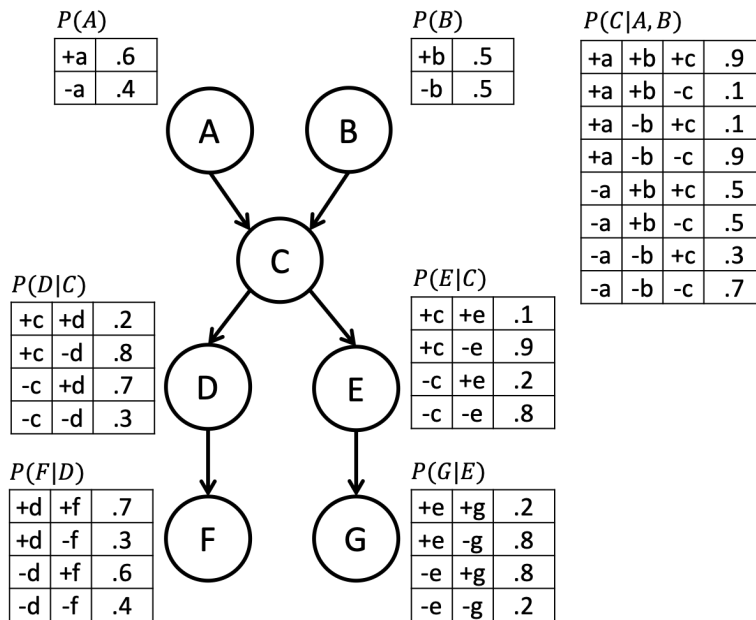 P(A)
+a .6
-a .4
P(B)
+b .5
-b .5
P(C|A, B)
+a +b +c .9
+a +b -c .1
+a -b +c .1
+a -b -c .9
-a +b +c .5
-a +b -c .5
-a -b +c .3
-a -b -c .7
A
B
C
P(D|C)
+c +d .2
+c -d .8
-c +d .7
-c -d .3
P(E|C)
+c +e .1
+c -e .9
-c +e .2
-c -e .8
D
E
P(F|D)
+d +f .7
+d -f .3
-d +f .6
-d -f .4
P(G|E)
+e +g .2
+e -g .8
-e +g .8
-e -g .2
F
G